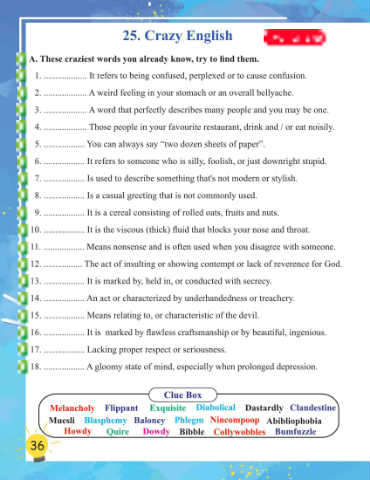 25. Crazy English
A. These craziest words you already know, try to find them.
1. .................... It refers to being confused, perplexed or to cause confusion.
2. .................... A weird feeling in your stomach or an overall bellyache.
3. .................... A word that perfectly describes many people and you may be one.
4. .................... Those people in your favourite restaurant, drink and / or eat noisily.
5. ................... You can always say “two dozen sheets of paper”.
6. ................... It refers to someone who is silly, foolish, or just downright stupid.
7. ................... Is used to describe something that's not modern or stylish.
8. ................... Is a casual greeting that is not commonly used.
9. ................... It is a cereal consisting of rolled oats, fruits and nuts.
10. ................... It is the viscous (thick) fluid that blocks your nose and throat.
11. ................... Means nonsense and is often used when you disagree with someone.
12. .................. The act of insulting or showing contempt or lack of reverence for God.
13. ................... It is marked by, held in, or conducted with secrecy.
14. ................... An act or characterized by underhandedness or treachery.
15. ................... Means relating to, or characteristic of the devil.
16. ................... It is marked by flawless craftsmanship or by beautiful, ingenious.
17. ................... Lacking proper respect or seriousness.
18. ................... A gloomy state of mind, especially when prolonged depression.
Clue Box
Melancholy Flippant Exquisite Diabolical Dastardly Clandestine
Muesli Blasphemy Baloney Phlegm Nincompoop Abibliophobia
Howdy Quire Dowdy Bibble Collywobbles Bumfuzzle
36